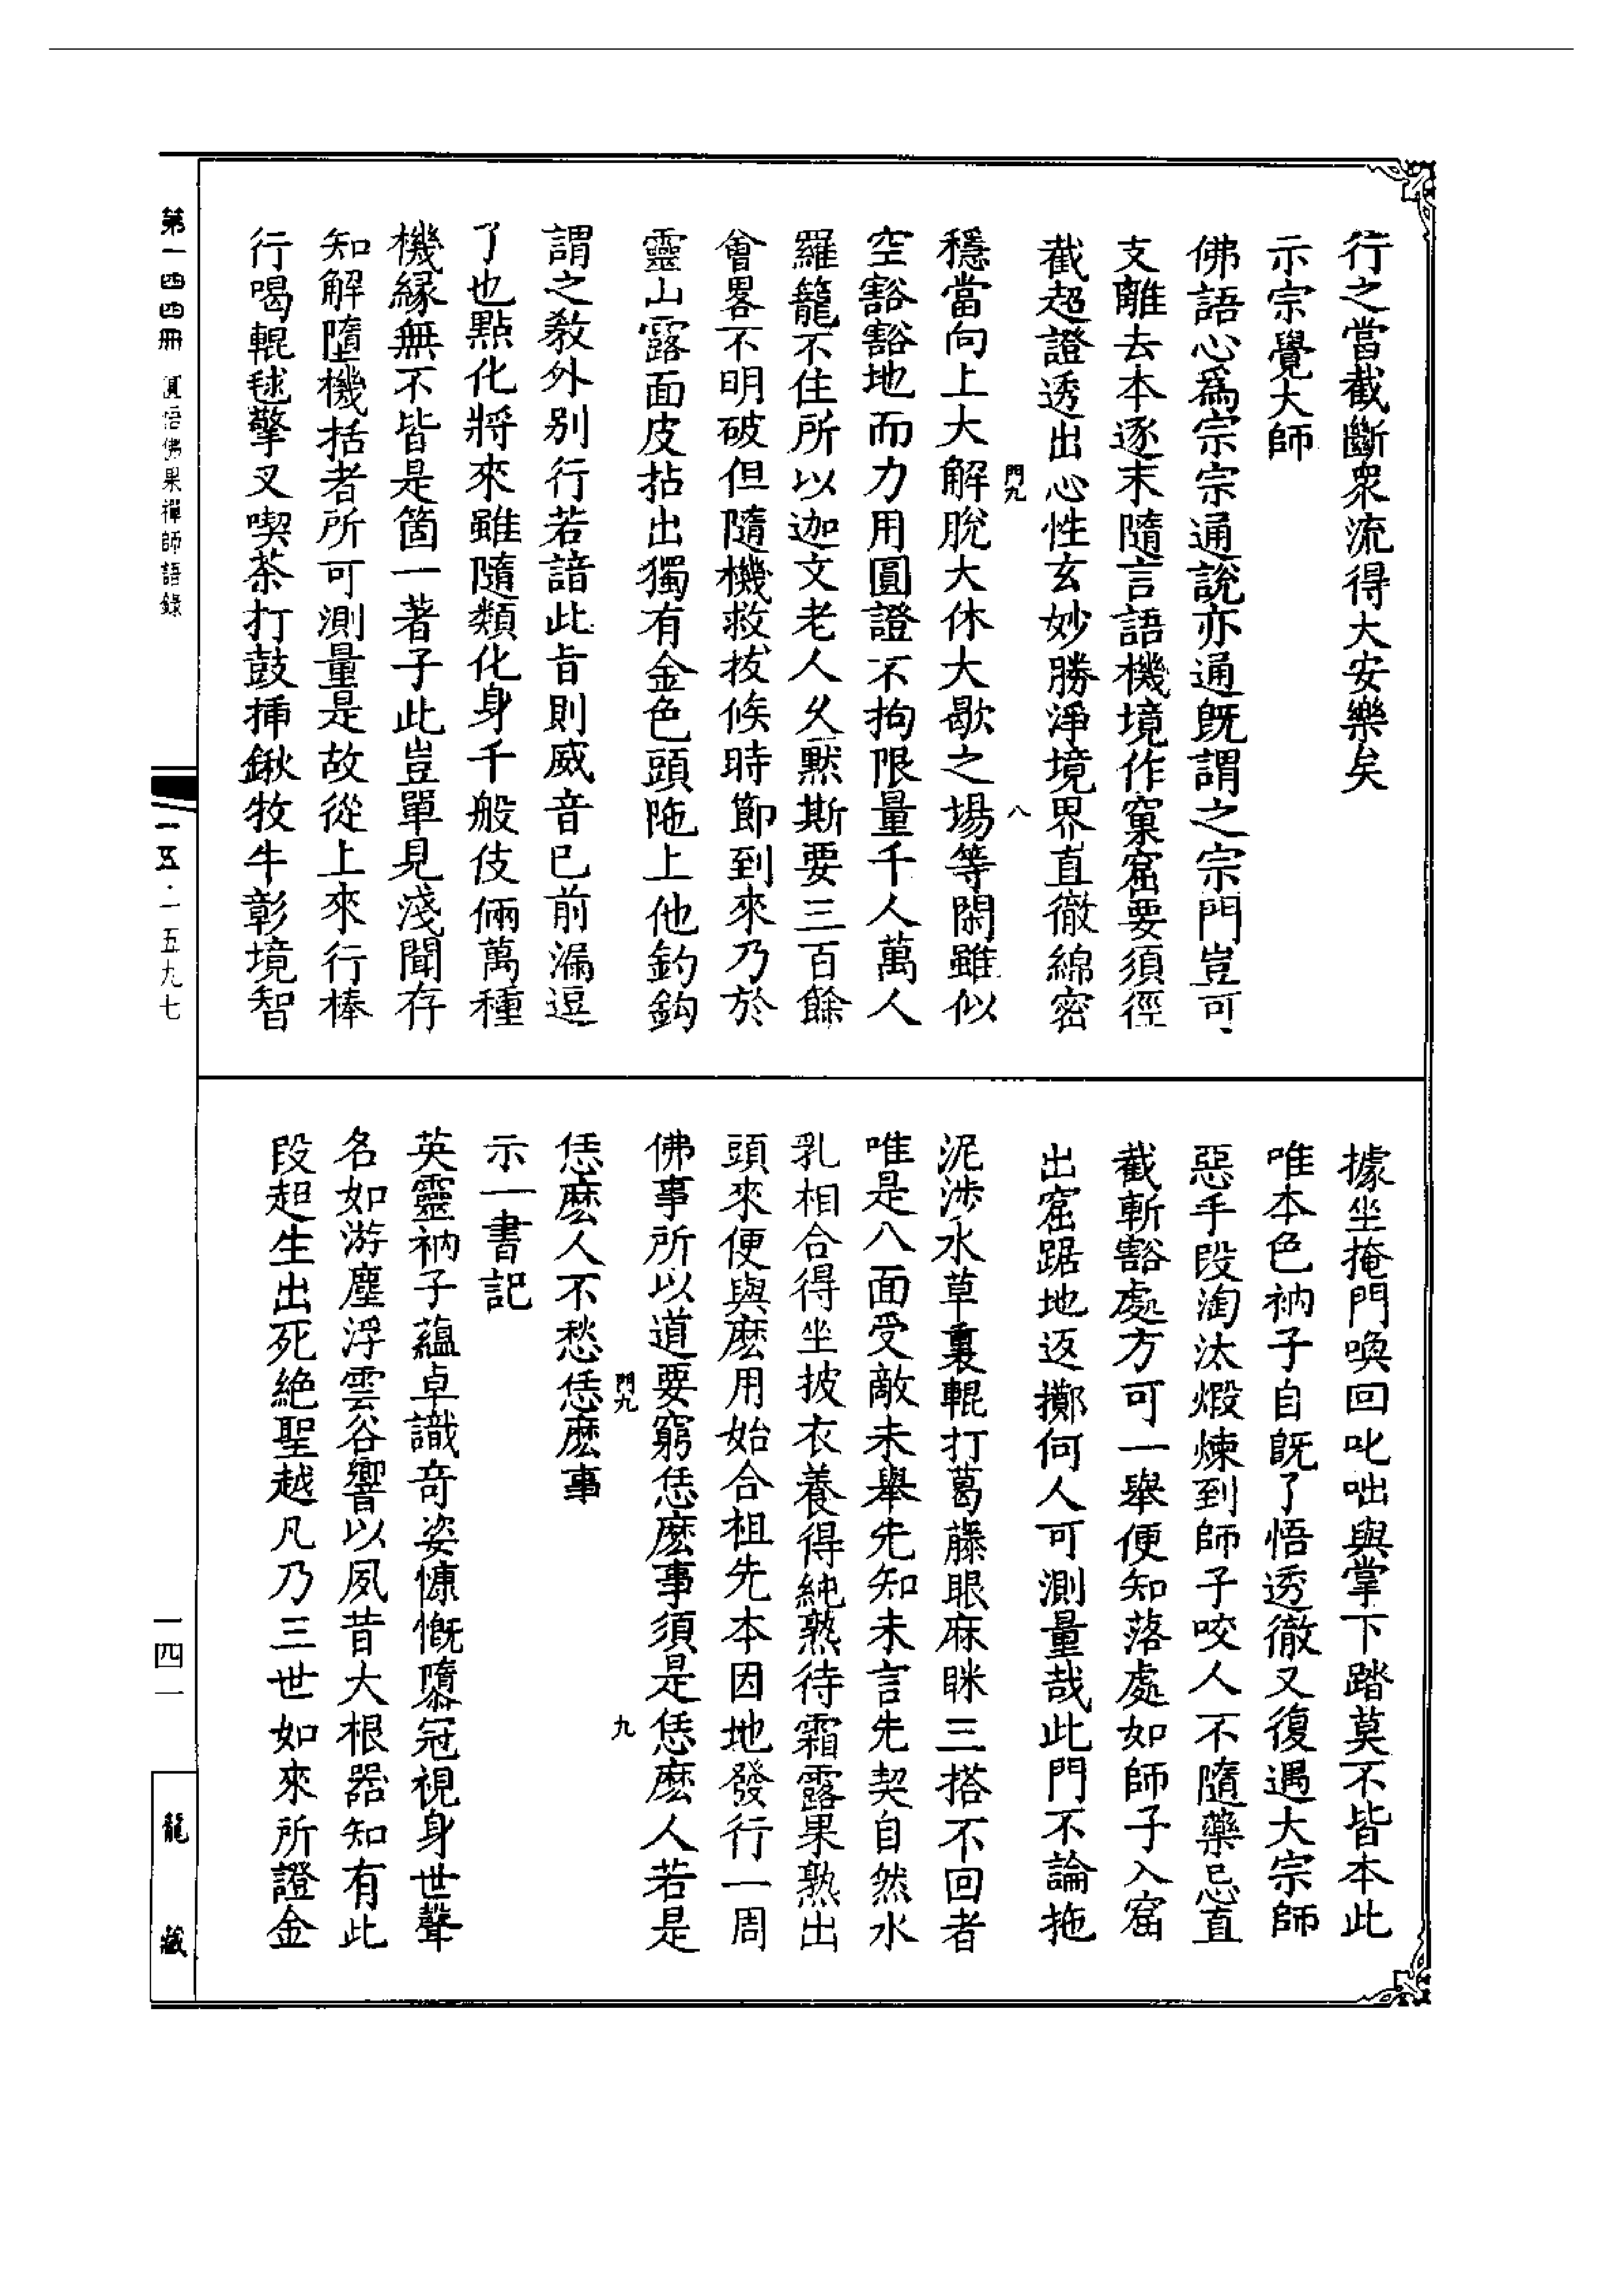 行之當截斷衆流得大安樂矣
示宗覺大師
佛語心爲宗宗通說亦通旣謂之宗門豈可
支離去本逐末隨言語機境作窠窟要須徑
截超證透出心性玄妙勝淨境界直徹綿密
門九
八
穩當向上大解脫大休大歇之場等閑雖似
空豁豁地而力用圓證不拘限量千人萬人
羅籠不住所以迦文老人久默斯要三百餘
會畧不明破但隨機救拔候時節到來乃於
靈山露面皮拈出獨有金色頭陁上他釣鈎
謂之敎外别行若諳此旨則威音已前漏逗
了也點化將來雖隨類化身千般伎倆萬種
機緣無不皆是箇一著子此豈單見淺聞存
知解墮機括者所可測量是故從上來行棒
行喝輥毬擎叉喫茶打鼓挿鍬牧牛彰境智
據坐掩門喚回叱咄與掌下踏莫不皆本此
唯本色衲子自旣了悟透徹又復遇大宗師
惡手段淘汰煅煉到師子咬人不隨藥忌直
截斬豁處方可一舉便知落處如師子入窟
出窟踞地返擲何人可測量哉此門不論拖
泥涉水草裏輥打葛藤眼麻眯三搭不回者
唯是八面受敵未舉先知未言先契自然水
乳相合得坐披衣養得純熟待霜露果熟出
頭來便與麽用始合祖先本因地發行一周
佛事所以道要窮恁麽事須是恁麽人若是
門九
九
恁麽人不愁恁麽事
示一書記
英靈衲子蘊卓識奇姿慷慨隳冠視身世聲
名如游塵浮雲谷響以夙昔大根器知有此
段超生出死絶聖越凡乃三世如來所證金
第一四四冊 圓悟佛果禪師語錄
一一五·一五九七
一四一
龍藏